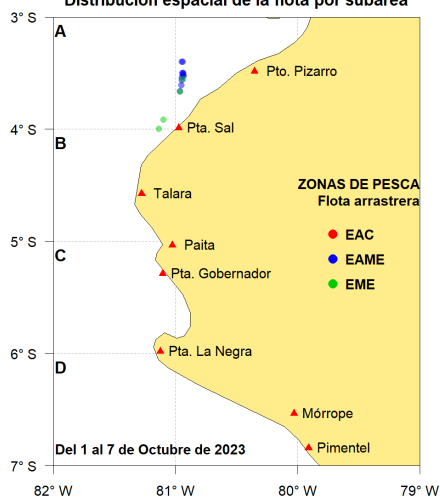 Distribución espacial de la flota por subárea
3° S
A
Pto. Pizarro
4° S
Pta. Sal
B
ZONAS DE PESCA
Flota arrastrera
Talara
EAC
5° S
Paita
C
EAME
Pta. Gobernador
EME
6° S
Pta. La Negra
D
Mórrope
Del 1 al 7 de Octubre de 2023
Pimentel
7° S
82° W
81° W
80° W
79° W